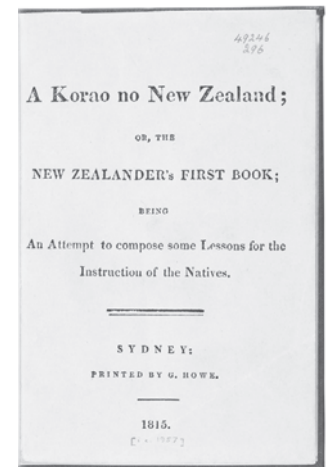 49246
296
A Korao no New Zealand;
OR, THE
NEW ZEALANDER's FIRST BOOK;
BEING
An Attempt to compose some Lessons for the
Instruction of the Natives.
SYDNEY:
PRINTED BY G. HOWE.
1815.